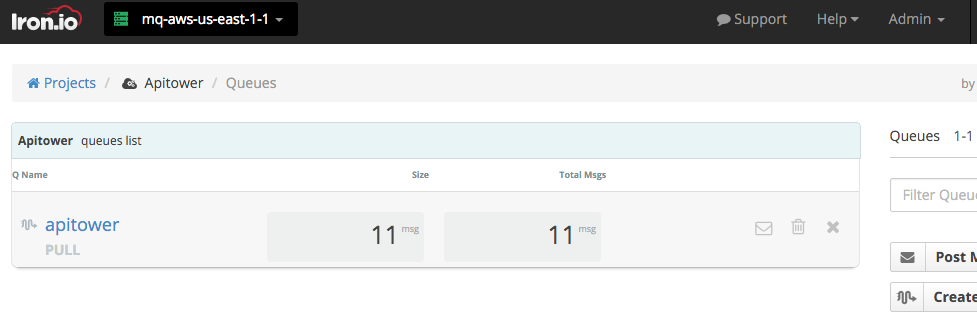 Iron.io
mq-aws-us-east-1-1
Support
Help
Admin
Projects / Apitower / Queues
by
Apitower queues list
Q Name Size Total Msgs
apitower
PULL
11 msg
11 msg
Queues 1-1
Filter Queu
Post M
Create